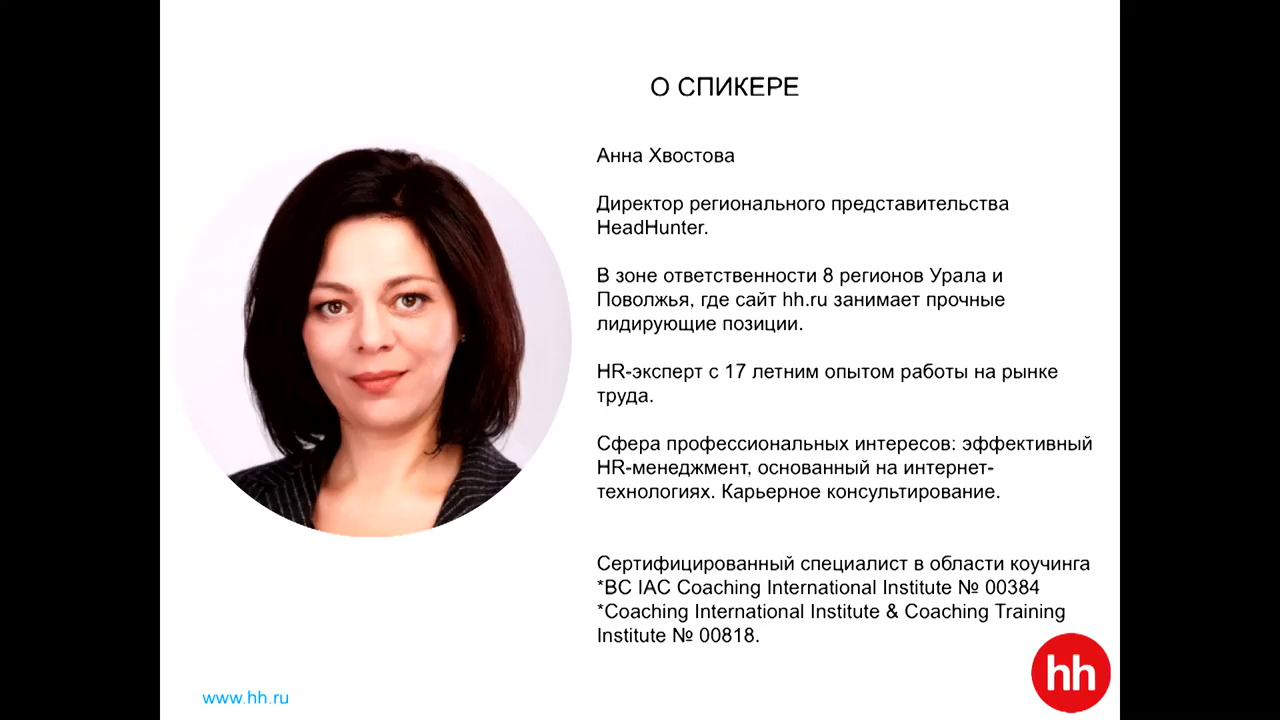 О СПИКЕРЕ
Анна Хвостова
Директор регионального представительства
HeadHunter.
В зоне ответственности 8 регионов Урала и
Поволжья, где сайт hh.ru занимает прочные
лидирующие позиции.
HR-эксперт с 17 летним опытом работы на рынке
труда.
Сфера профессиональных интересов: эффективный
HR-менеджмент, основанный на интернет-
технологиях. Карьерное консультирование.
Сертифицированный специалист в области коучинга
*BC IAC Coaching International Institute № 00384
*Coaching International Institute & Coaching Training
Institute № 00818.
hh
www.hh.ru